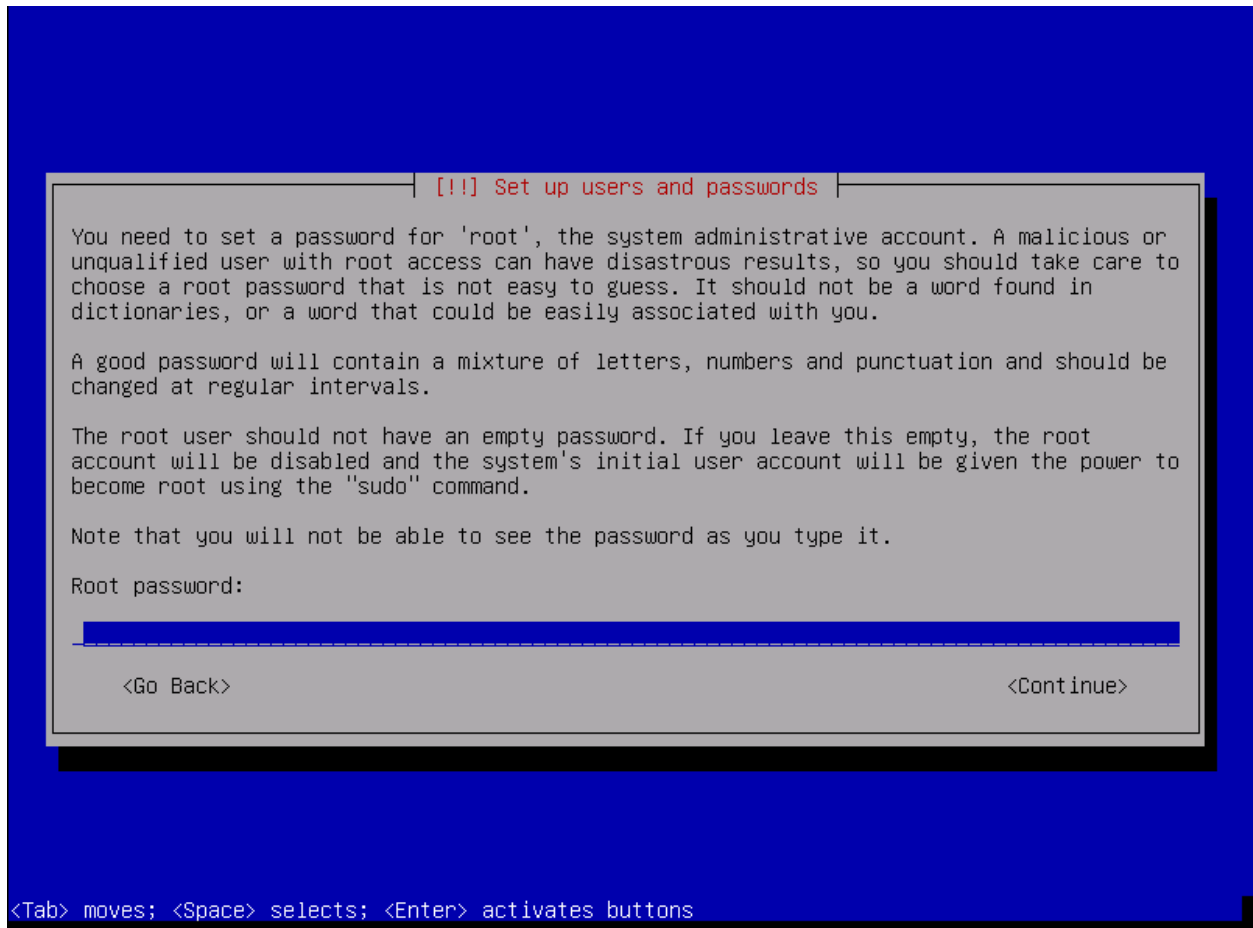 [!!] Set up users and passwords
You need to set a password for 'root', the system administrative account. A malicious or
unqualified user with root access can have disastrous results, so you should take care to
choose a root password that is not easy to guess. It should not be a word found in
dictionaries, or a word that could be easily associated with you.
A good password will contain a mixture of letters, numbers and punctuation and should be
changed at regular intervals.
The root user should not have an empty password. If you leave this empty, the root
account will be disabled and the system's initial user account will be given the power to
become root using the "sudo" command.
Note that you will not be able to see the password as you type it.
Root password:
<Go Back> <Continue>
<Tab> moves; <Space> selects; <Enter> activates buttons